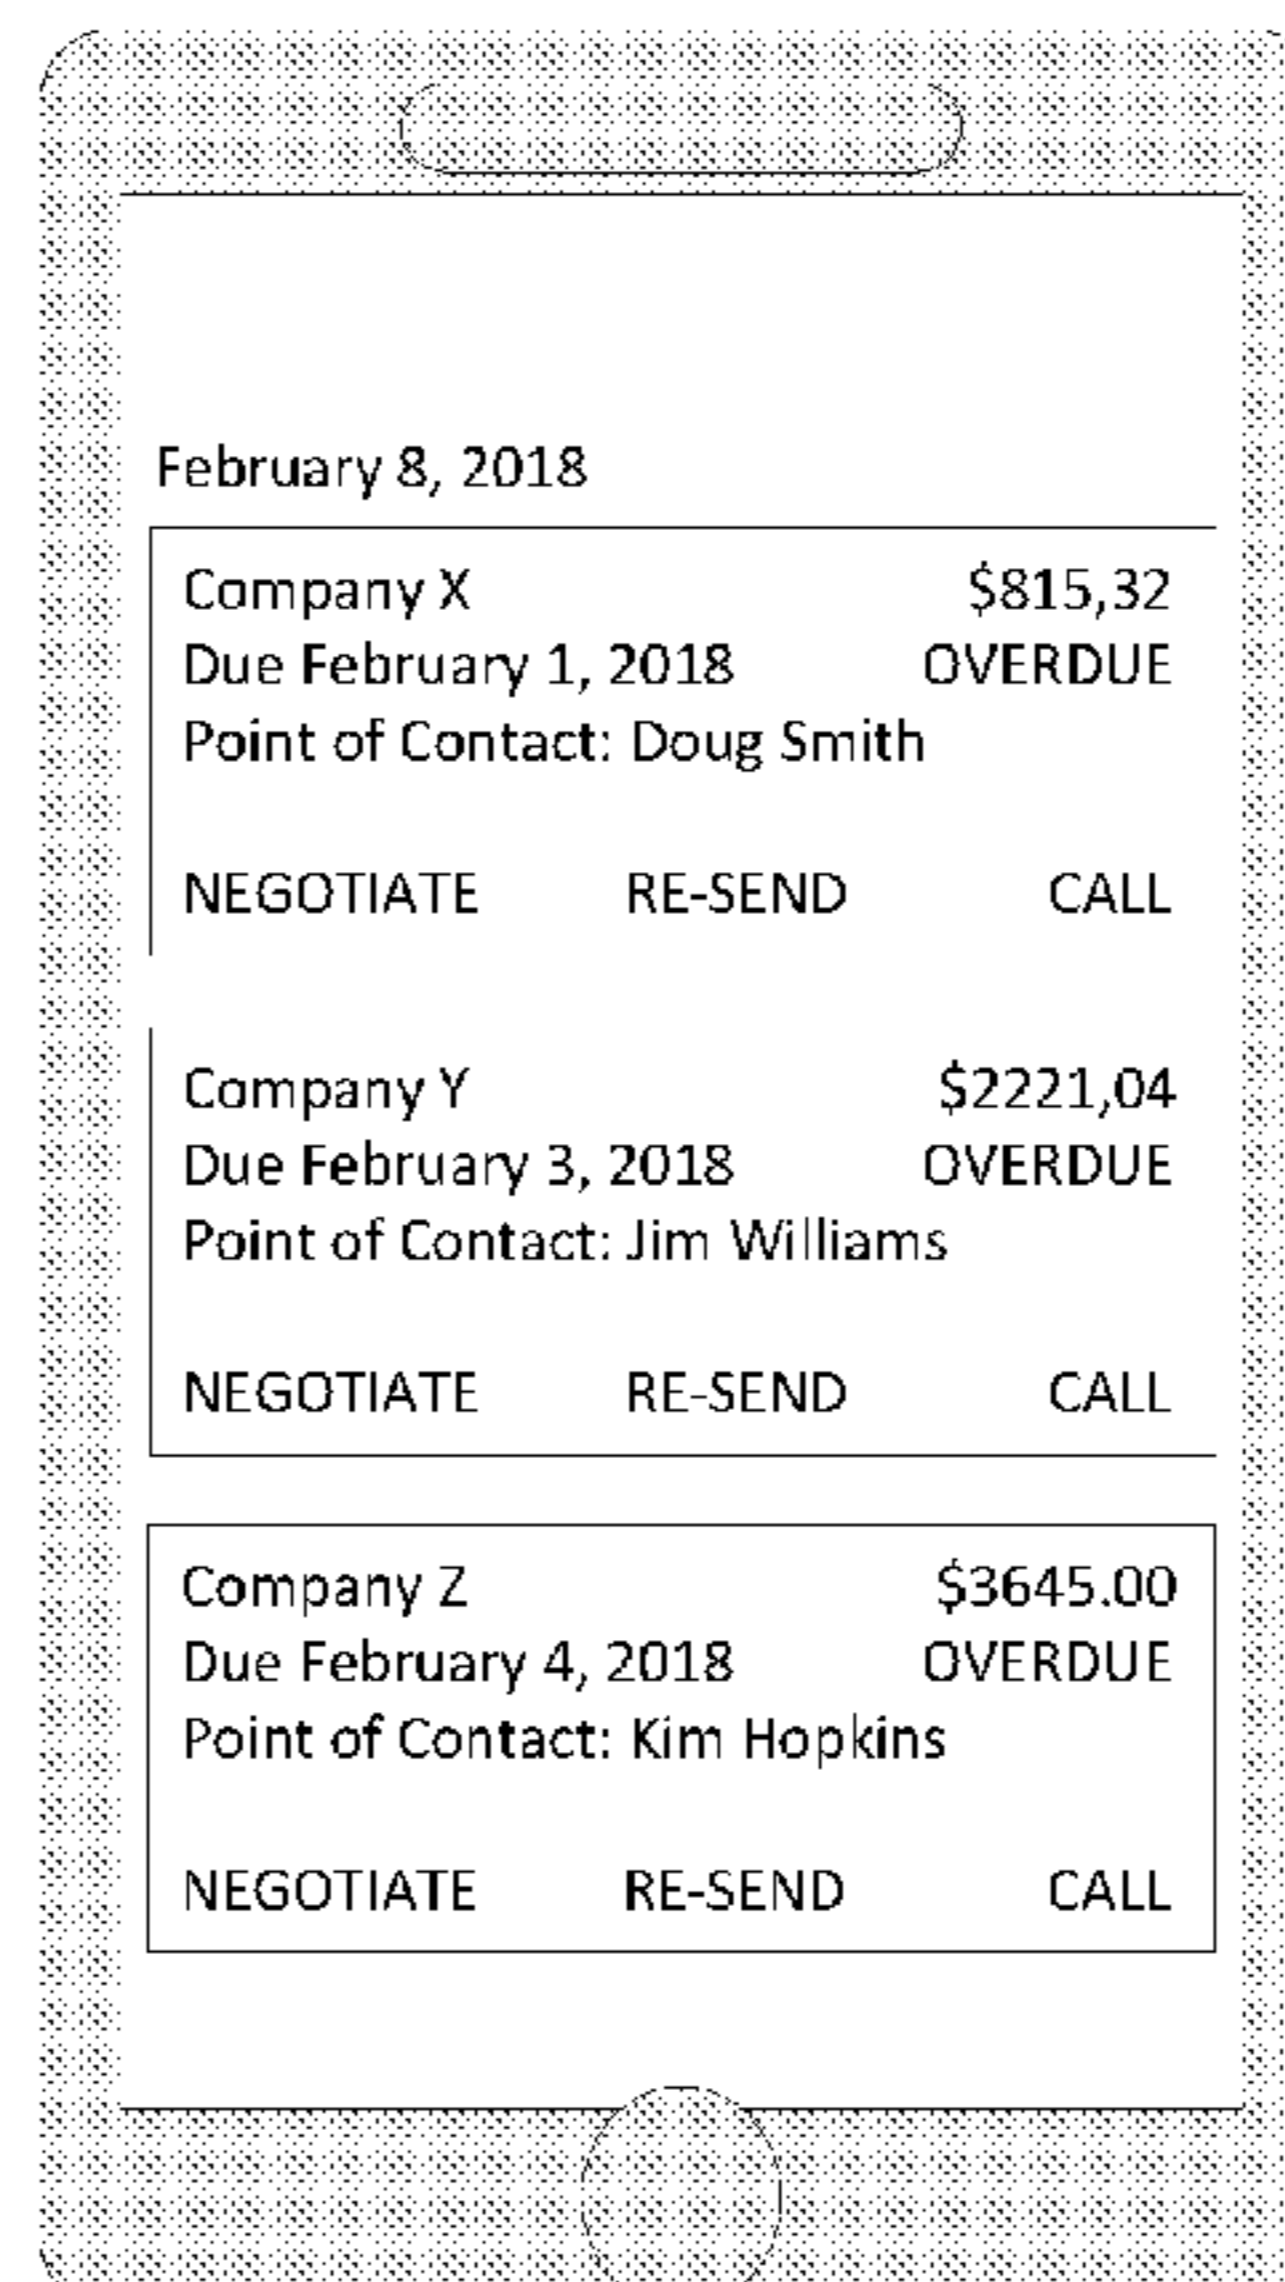 February 8, 2018
Company X $815,32
Due February 1, 2018 OVERDUE
Point of Contact: Doug Smith
NEGOTIATE RE-SEND CALL
Company Y $2221,04
Due February 3, 2018 OVERDUE
Point of Contact: Jim Williams
NEGOTIATE RE-SEND CALL
Company Z $3645.00
Due February 4, 2018 OVERDUE
Point of Contact: Kim Hopkins
NEGOTIATE RE-SEND CALL